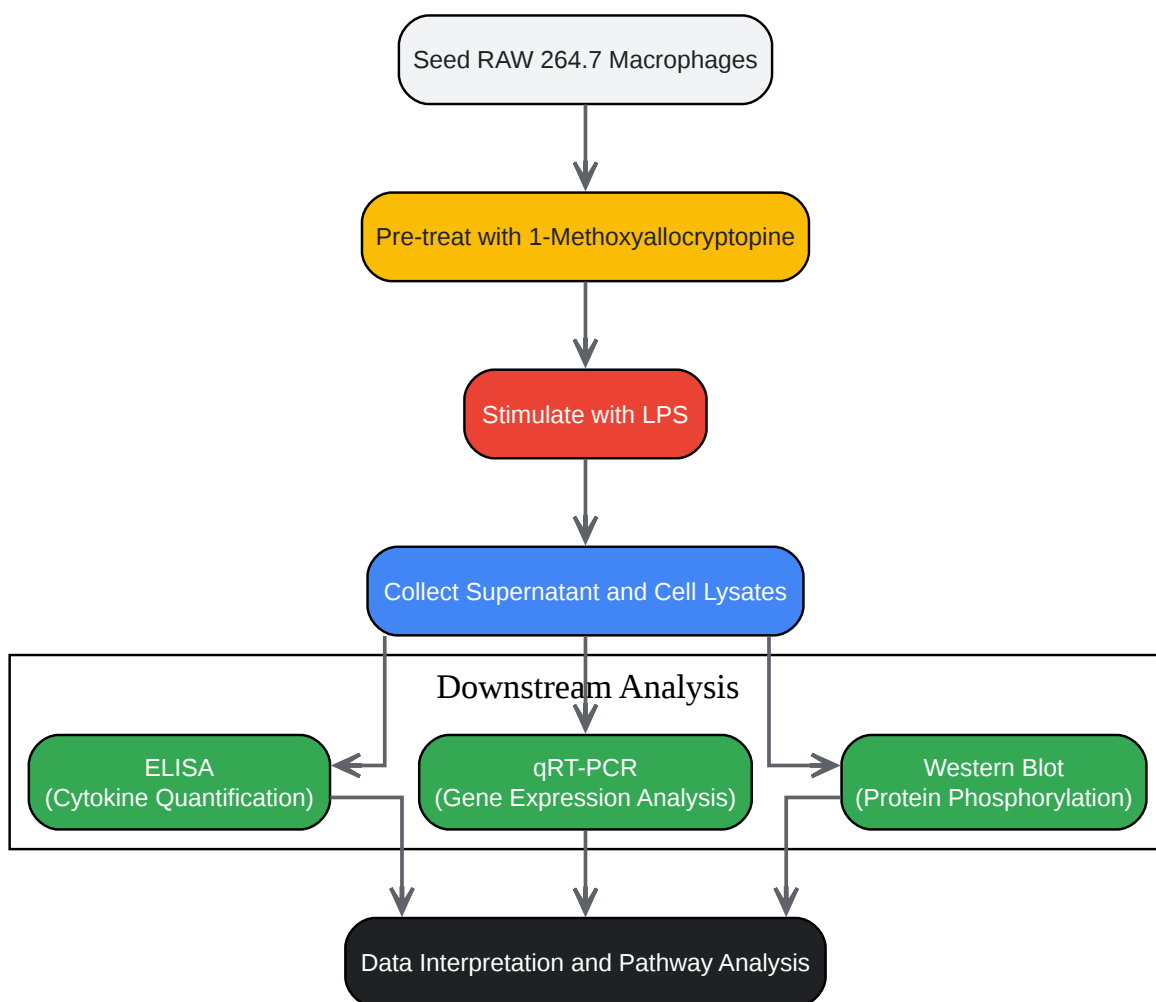 Seed RAW 264.7 Macrophages
Pre-treat with 1-Methoxyallocryptopine
Stimulate with LPS
Collect Supernatant and Cell Lysates
Downstream Analysis
ELISA
(Cytokine Quantification)
qRT-PCR
(Gene Expression Analysis)
Western Blot
(Protein Phosphorylation)
Data Interpretation and Pathway Analysis